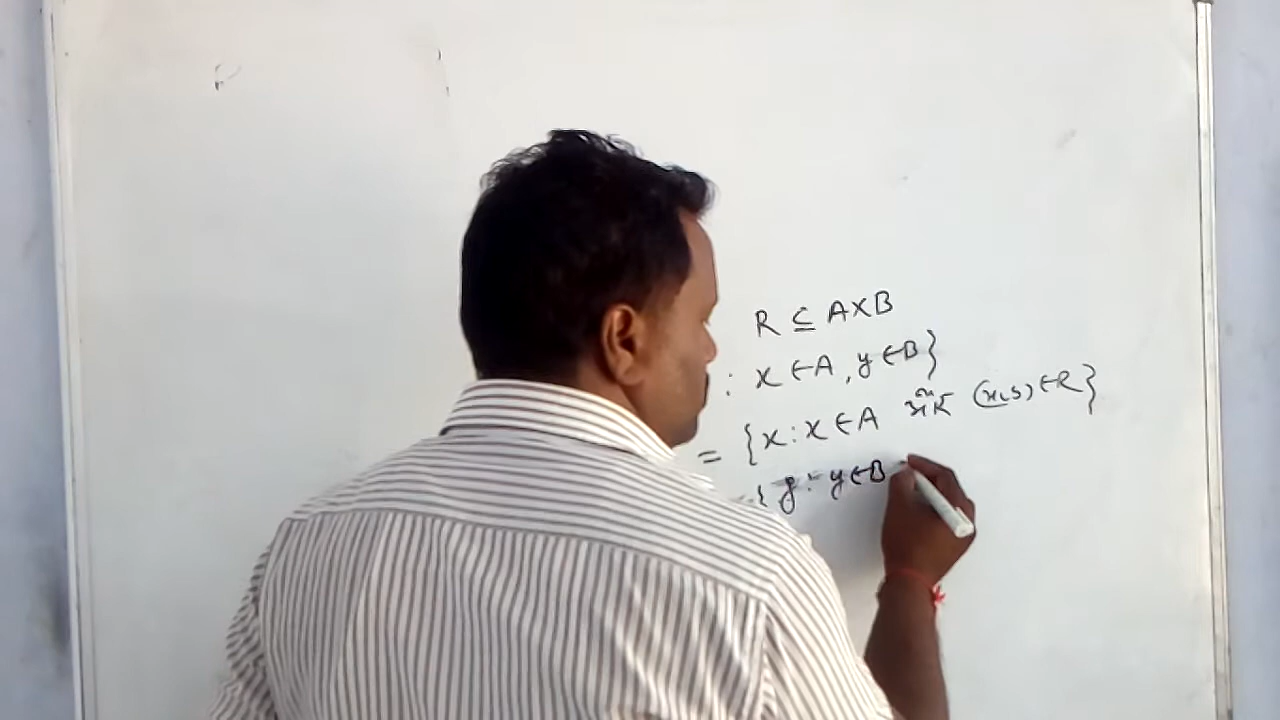 R ⊆ A×B
: x ∈ A, y ∈ B}
= {x : x ∈ A और (x,y) ∈ R}
{y : y ∈ B